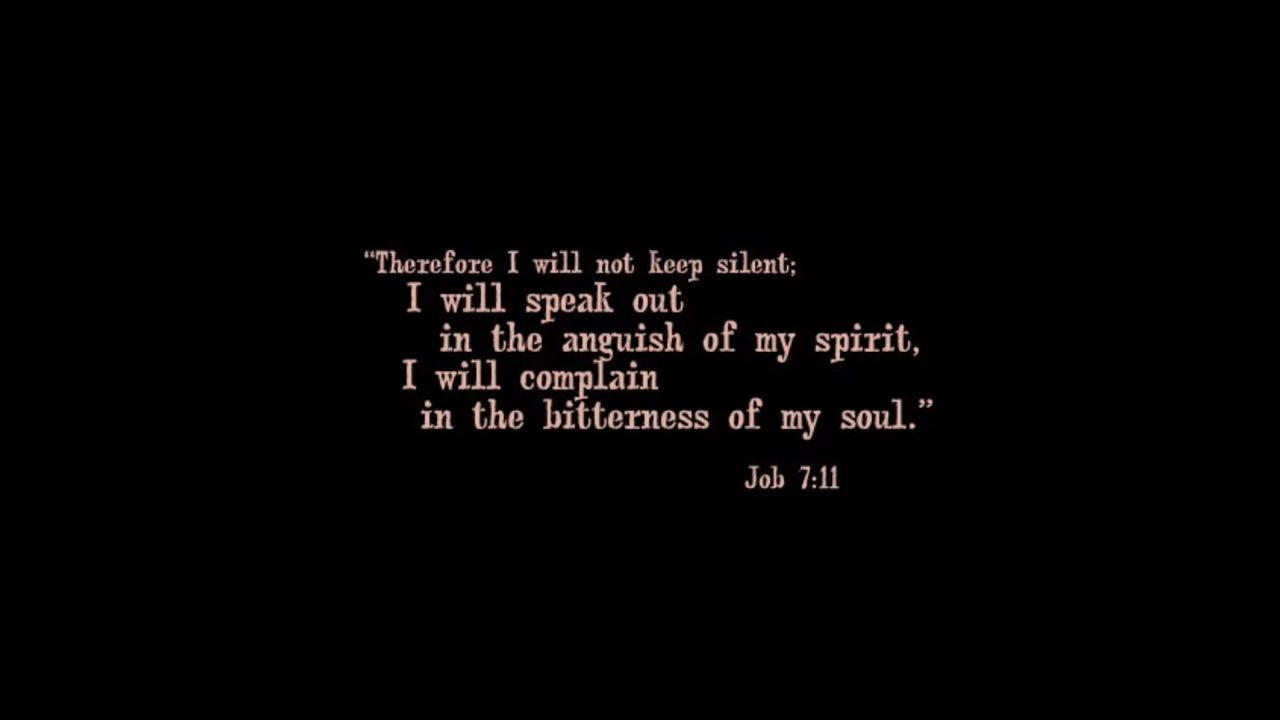 “Therefore I will not keep silent;
I will speak out
in the anguish of my spirit,
I will complain
in the bitterness of my soul.”
Job 7:11